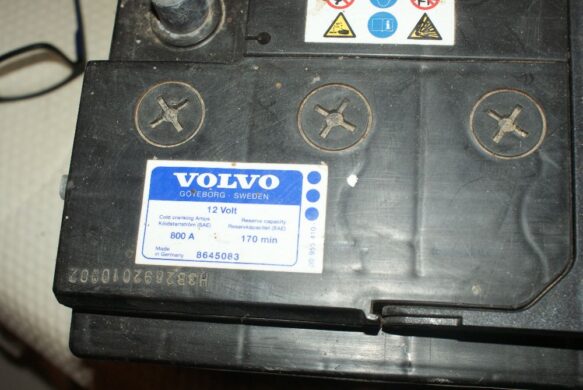 VOLVO
GÖTEBORG · SWEDEN
12 Volt
Cold cranking Amps
Köldstartström (SAE)
Reserve capacity
Reservkapacitet (SAE)
800 A
170 min
Made
in Germany
8645083